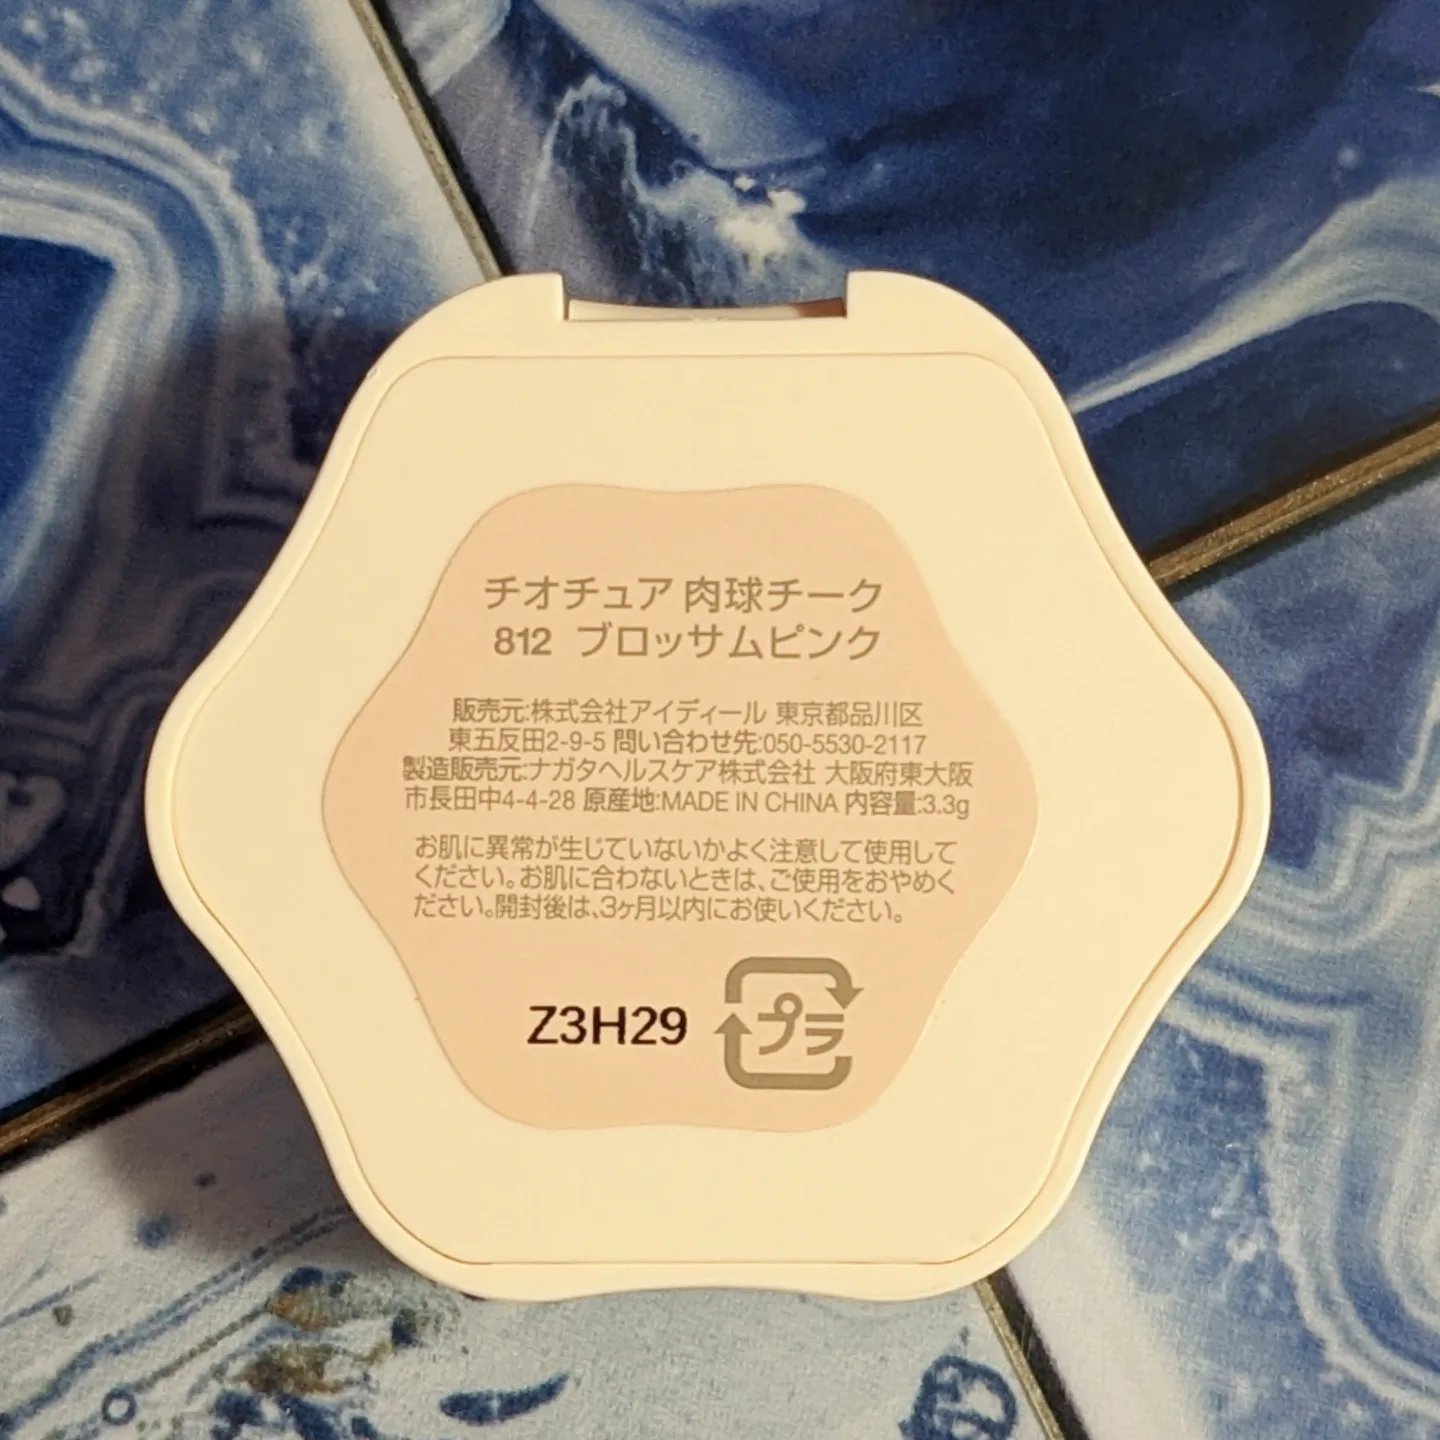 チオチュア 肉球チーク
812 ブロッサムピンク
販売元:株式会社アイディール 東京都品川区
東五反田2-9-5 問い合わせ先:050-5530-2117
製造販売元:ナガタヘルスケア株式会社 大阪府東大阪
市長田中4-4-28 原産地:MADE IN CHINA 内容量:3.3g
お肌に異常が生じていないかよく注意して使用して
ください。お肌に合わないときは、ご使用をおやめく
ださい。開封後は、3ヶ月以内にお使いください。
Z3H29
プラ